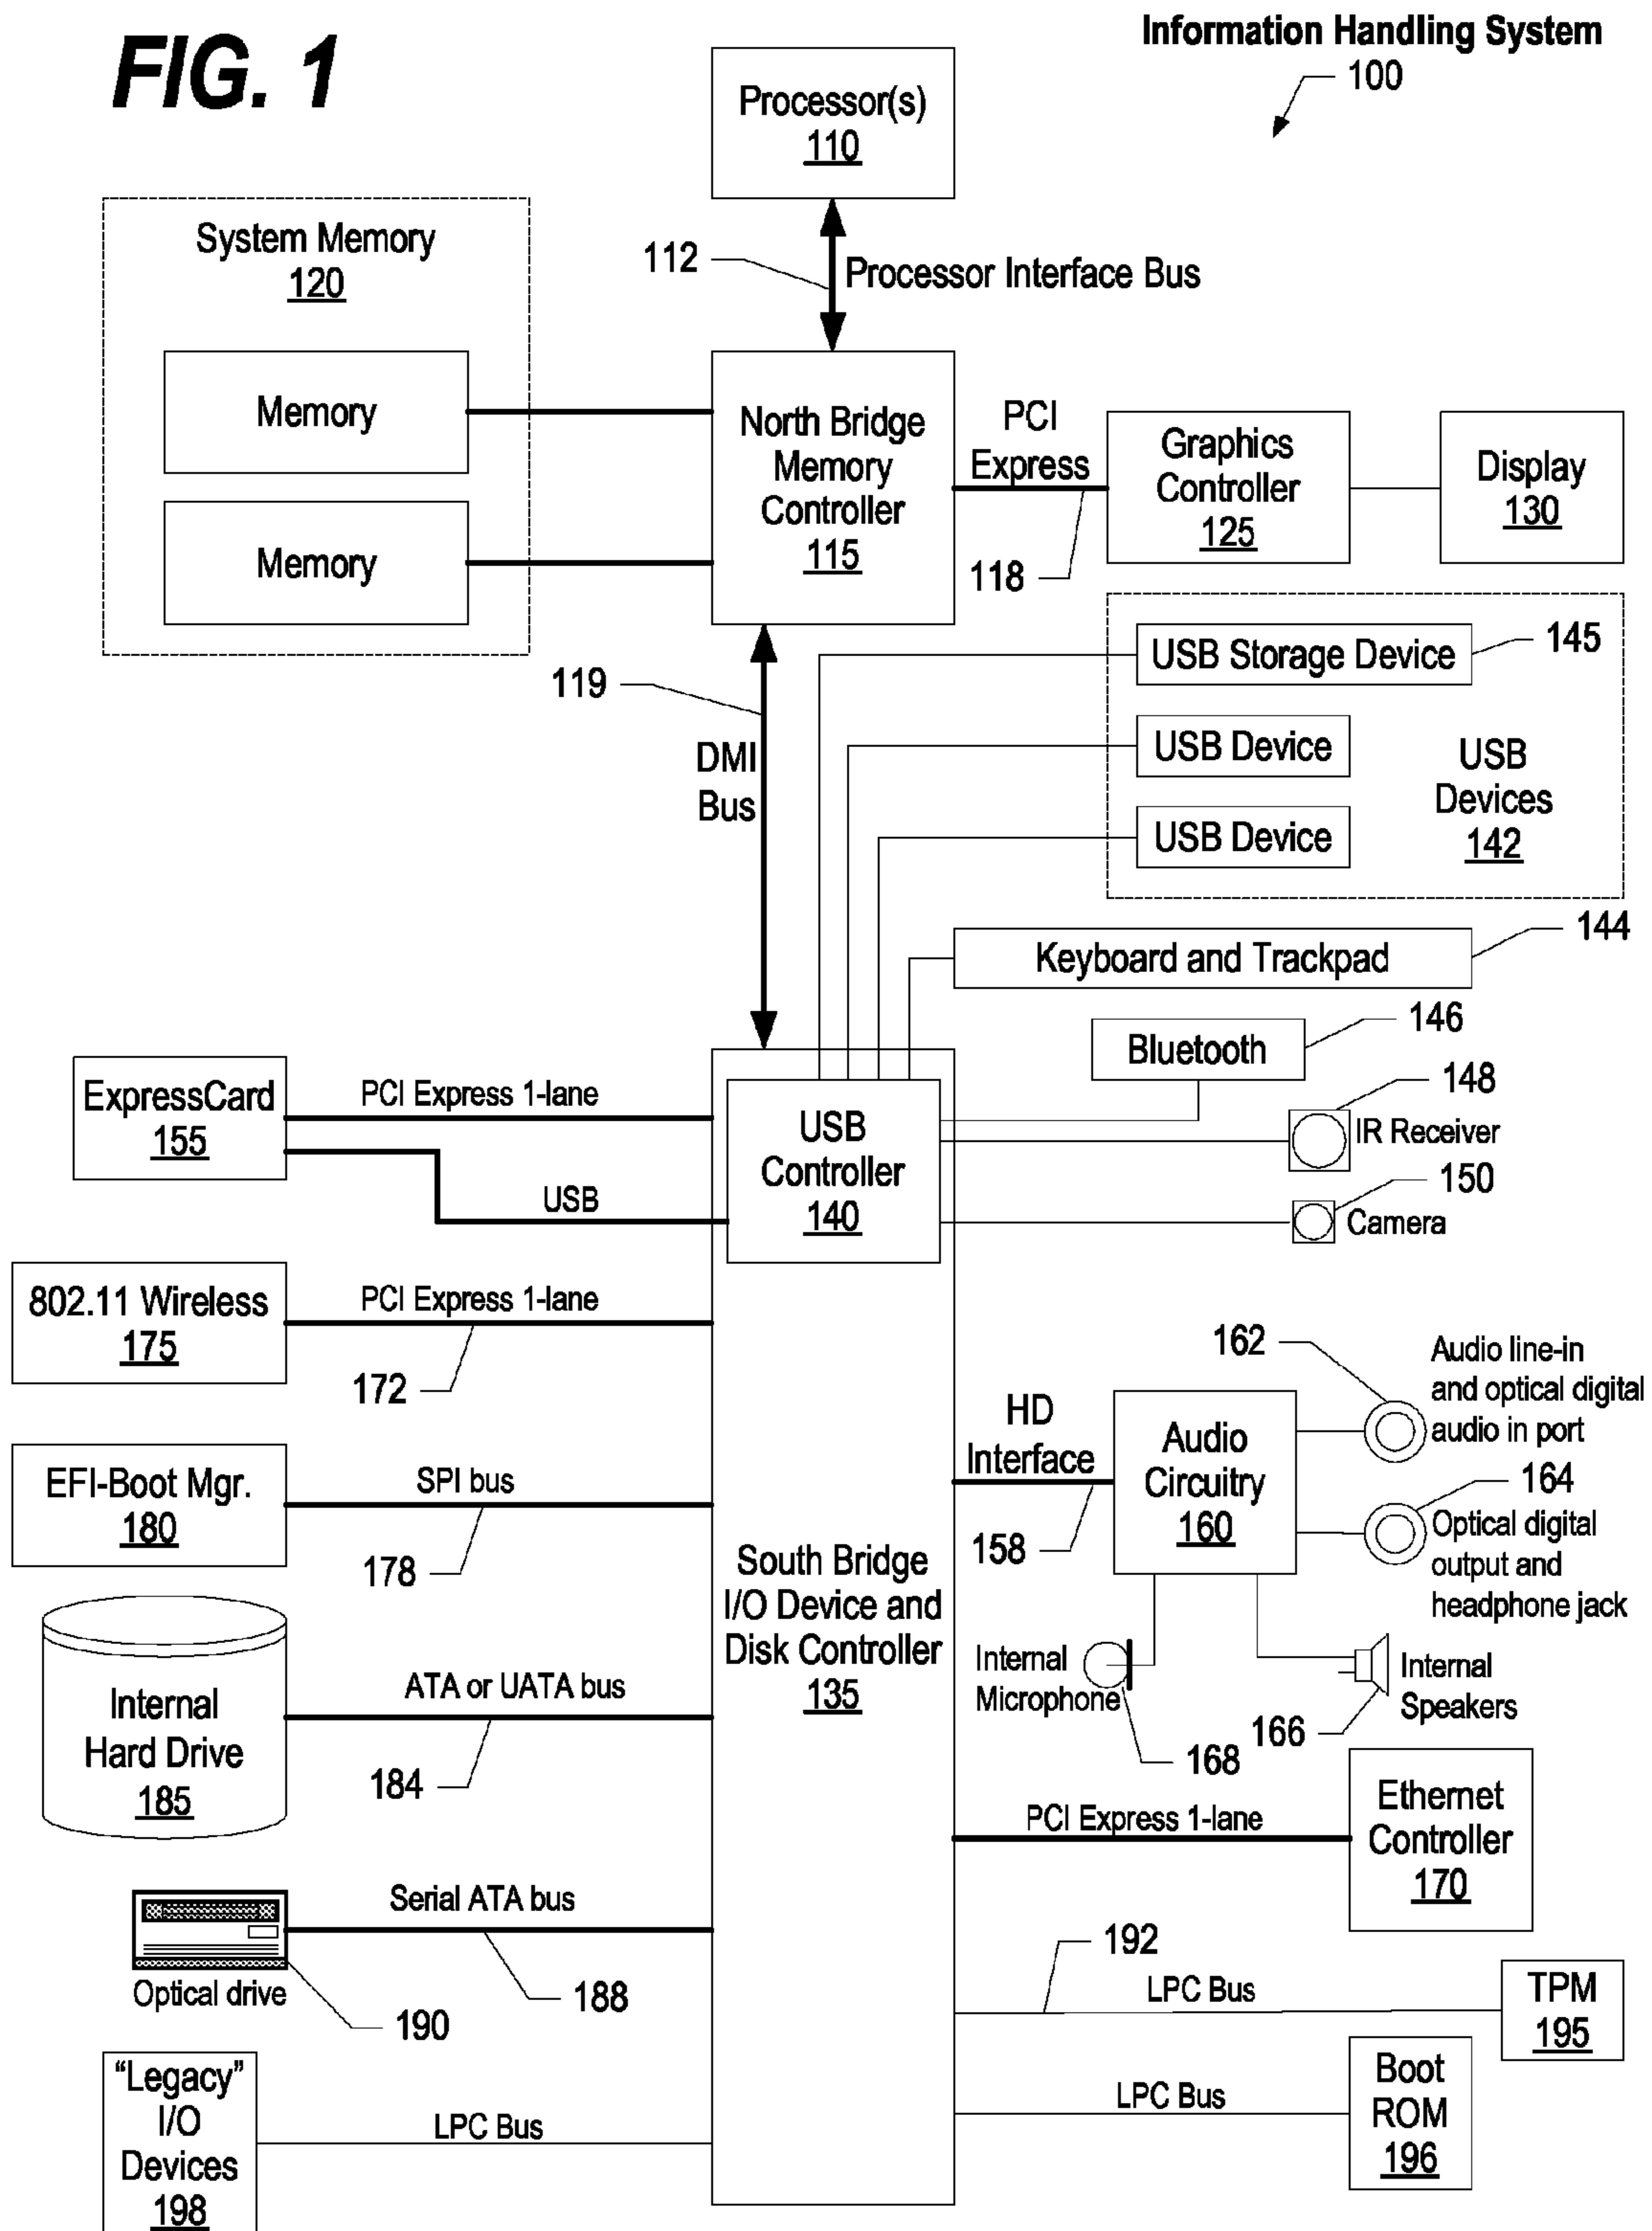 FIG. 1
Information Handling System
100
Processor(s)
110
System Memory
120
112
Processor Interface Bus
Memory
Memory
North Bridge
Memory
Controller
115
PCI
Express
118
Graphics
Controller
125
Display
130
119
DMI
Bus
USB Storage Device
145
USB Device
USB Device
USB
Devices
142
Keyboard and Trackpad
144
Bluetooth
146
148
IR Receiver
150
Camera
ExpressCard
155
PCI Express 1-lane
USB
USB
Controller
140
802.11 Wireless
175
PCI Express 1-lane
172
162
Audio line-in
and optical digital
audio in port
HD
Interface
158
Audio
Circuitry
160
164
Optical digital
output and
headphone jack
EFI-Boot Mgr.
180
SPI bus
178
South Bridge
I/O Device and
Disk Controller
135
Internal
Microphone
168
Internal
Speakers
166
Internal
Hard Drive
185
ATA or UATA bus
184
PCI Express 1-lane
Ethernet
Controller
170
Serial ATA bus
188
Optical drive
190
192
LPC Bus
TPM
195
"Legacy"
I/O
Devices
198
LPC Bus
LPC Bus
Boot
ROM
196